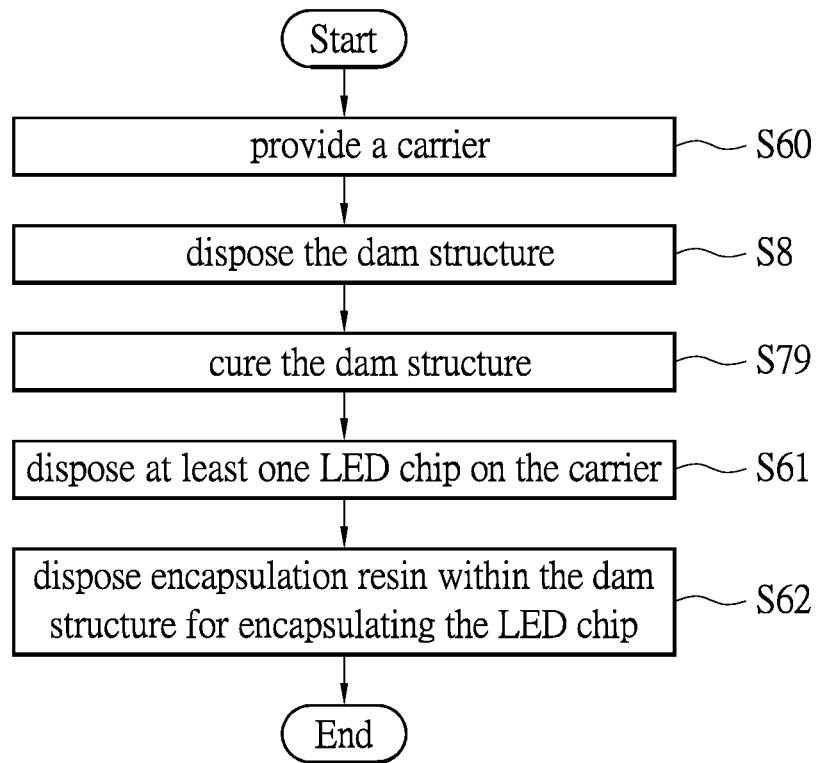 Start
provide a carrier
S60
dispose the dam structure
S8
cure the dam structure
S79
dispose at least one LED chip on the carrier
S61
dispose encapsulation resin within the dam
structure for encapsulating the LED chip
S62
End